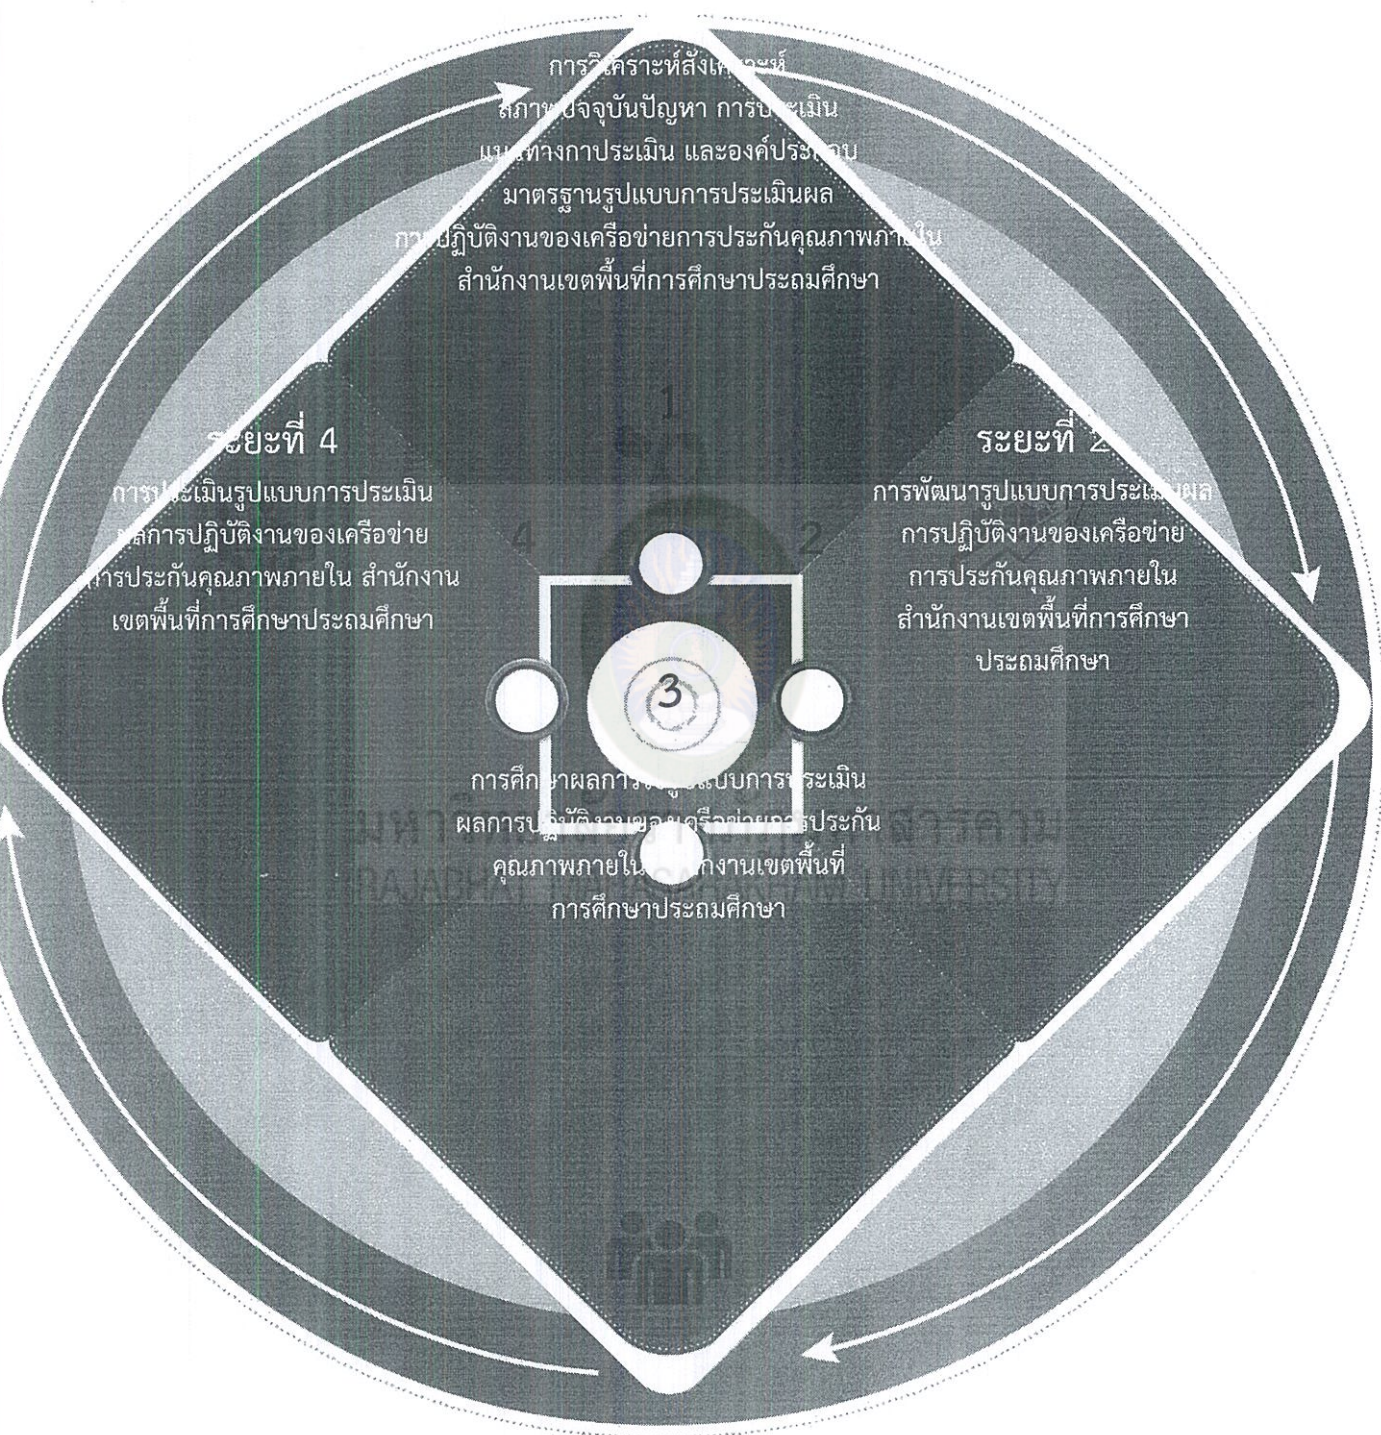 การวิเคราะห์สังเคราะห์
สภาพปัจจุบันปัญหา การประเมิน
แนวทางกาประเมิน และองค์ประกอบ
มาตรฐานรูปแบบการประเมินผล
การปฏิบัติงานของเครือข่ายการประกันคุณภาพภายใน
สำนักงานเขตพื้นที่การศึกษาประถมศึกษา
1
ระยะที่ 4
การประเมินรูปแบบการประเมิน
ผลการปฏิบัติงานของเครือข่าย
การประกันคุณภาพภายใน สำนักงาน
เขตพื้นที่การศึกษาประถมศึกษา
4
2
ระยะที่ 2
การพัฒนารูปแบบการประเมินผล
การปฏิบัติงานของเครือข่าย
การประกันคุณภาพภายใน
สำนักงานเขตพื้นที่การศึกษา
ประถมศึกษา
3
การศึกษาผลการใช้รูปแบบการประเมิน
ผลการปฏิบัติงานของเครือข่ายการประกัน
คุณภาพภายใน สำนักงานเขตพื้นที่
การศึกษาประถมศึกษา
มหาวิทยาลัยราชภัฏมหาสารคาม
RAJABHAT MAHASARAKHAM UNIVERSITY